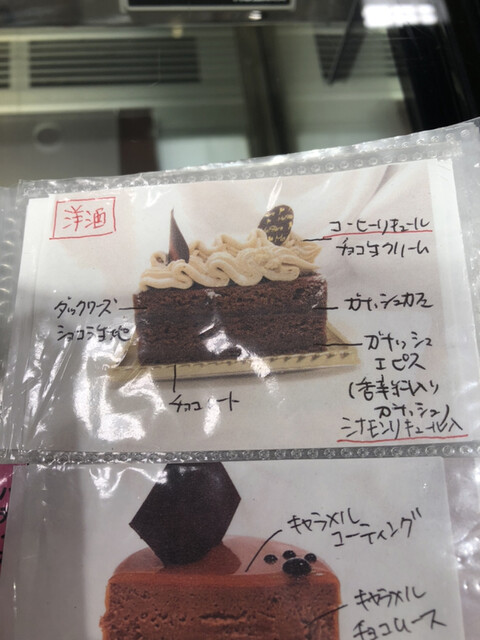 洋酒
コーヒーリキュール
チョコ生クリーム
ダックワーズ
ショコラ生地
ガナッシュカフェ
ガナッシュ
エピス
(香辛料入り
ガナッシュ)
シナモンリキュール入
チョコレート
キャラメル
コーティング
キャラメル
チョコムース